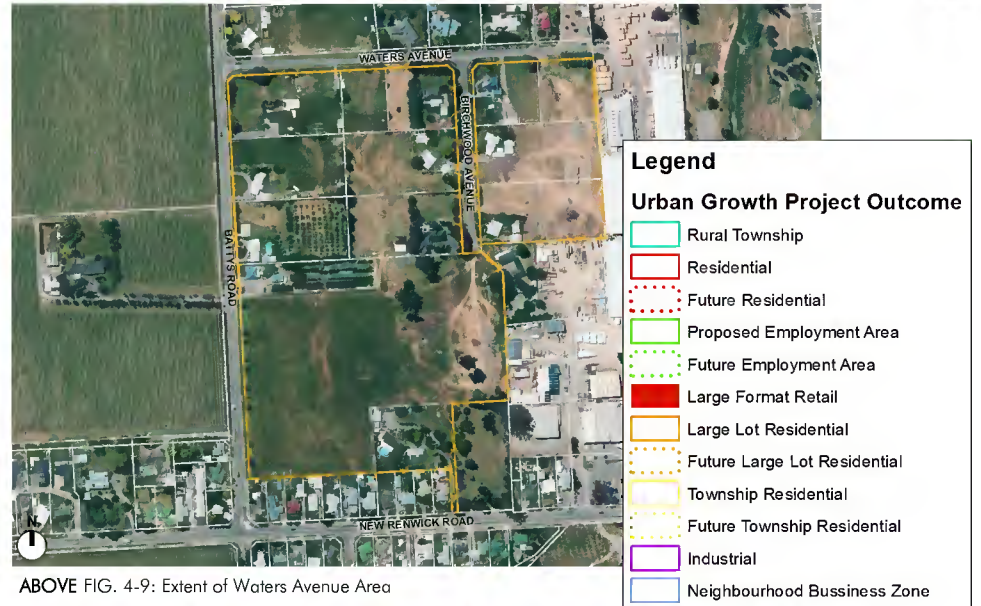 WATERS AVENUE
BIRCHWOOD AVENUE
BATTYS ROAD
NEW RENWICK ROAD
N
ABOVE FIG. 4-9: Extent of Waters Avenue Area
Legend
Urban Growth Project Outcome
Rural Township
Residential
Future Residential
Proposed Employment Area
Future Employment Area
Large Format Retail
Large Lot Residential
Future Large Lot Residential
Township Residential
Future Township Residential
Industrial
Neighbourhood Bussiness Zone